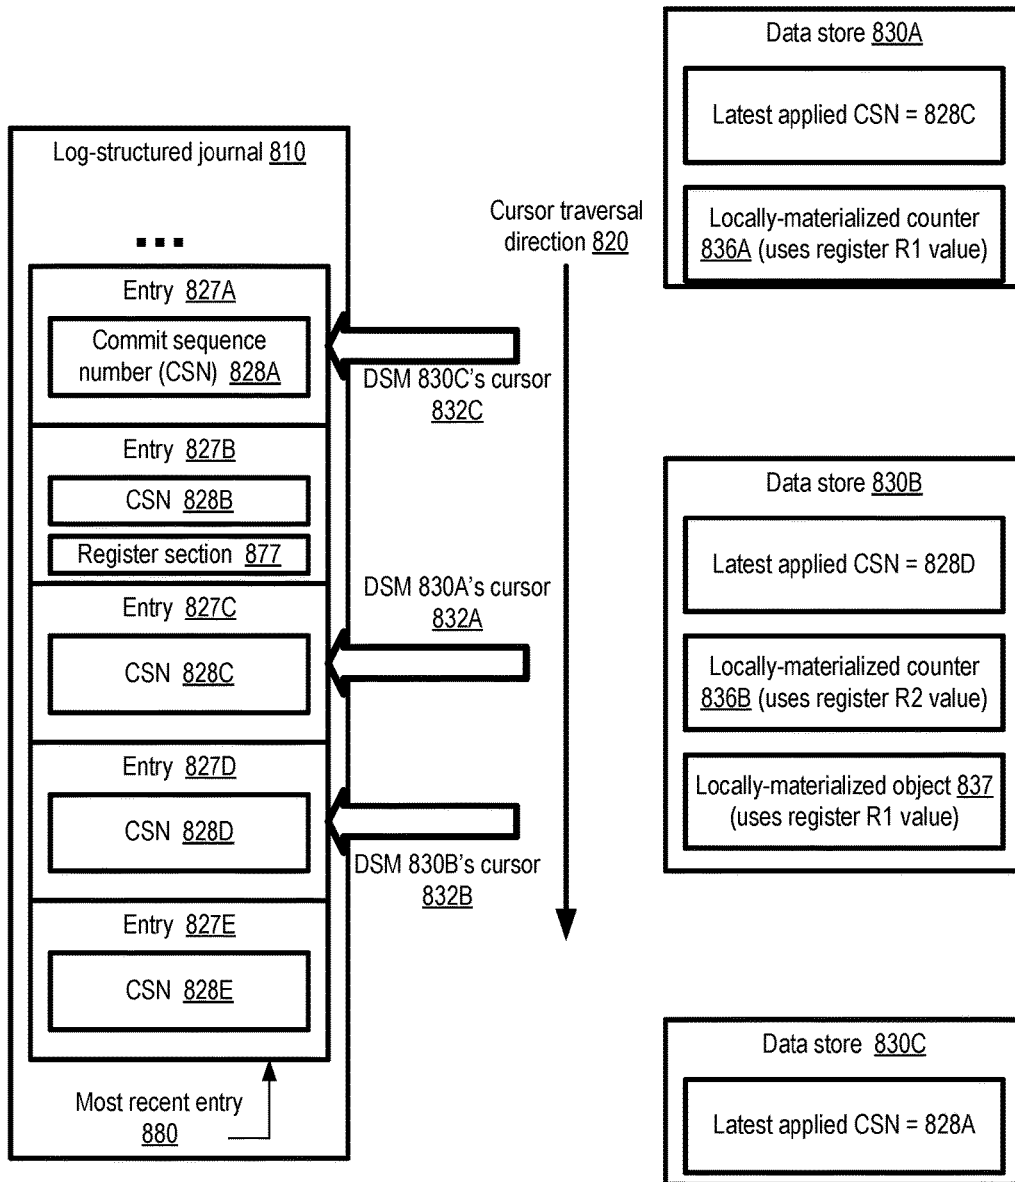 Log-structured journal 810
...
Entry 827A
Commit sequence
number (CSN) 828A
Entry 827B
CSN 828B
Register section 877
Entry 827C
CSN 828C
Entry 827D
CSN 828D
Entry 827E
CSN 828E
Most recent entry
880
Cursor traversal
direction 820
DSM 830C's cursor
832C
DSM 830A's cursor
832A
DSM 830B's cursor
832B
Data store 830A
Latest applied CSN = 828C
Locally-materialized counter
836A (uses register R1 value)
Data store 830B
Latest applied CSN = 828D
Locally-materialized counter
836B (uses register R2 value)
Locally-materialized object 837
(uses register R1 value)
Data store 830C
Latest applied CSN = 828A